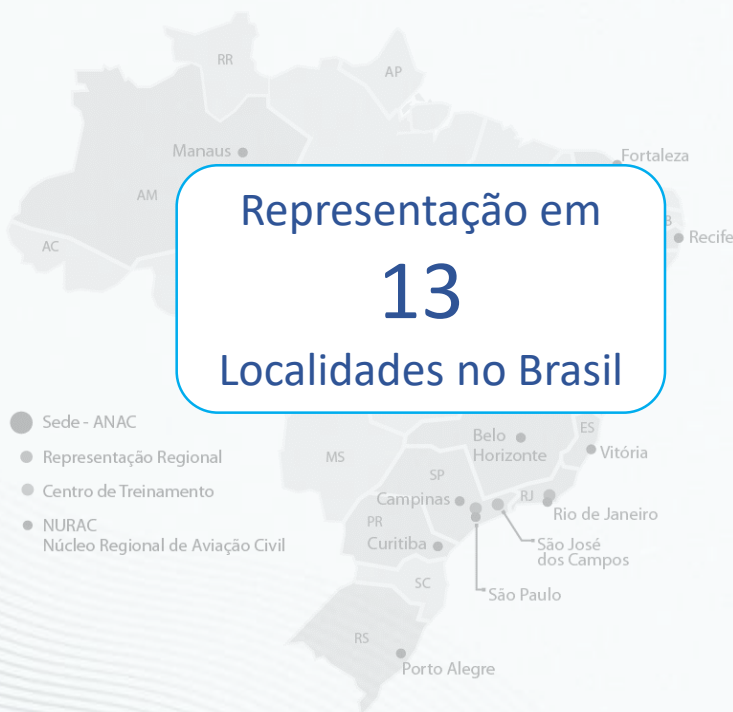 RR
AP
Manaus
Fortaleza
AM
Representação em
13
Localidades no Brasil
B
Recife
AC
Sede - ANAC
Representação Regional
Centro de Treinamento
NURAC
Núcleo Regional de Aviação Civil
MS
Belo
Horizonte
ES
Vitória
SP
Campinas
RJ
Rio de Janeiro
PR
Curitiba
São José
dos Campos
SC
São Paulo
RS
Porto Alegre